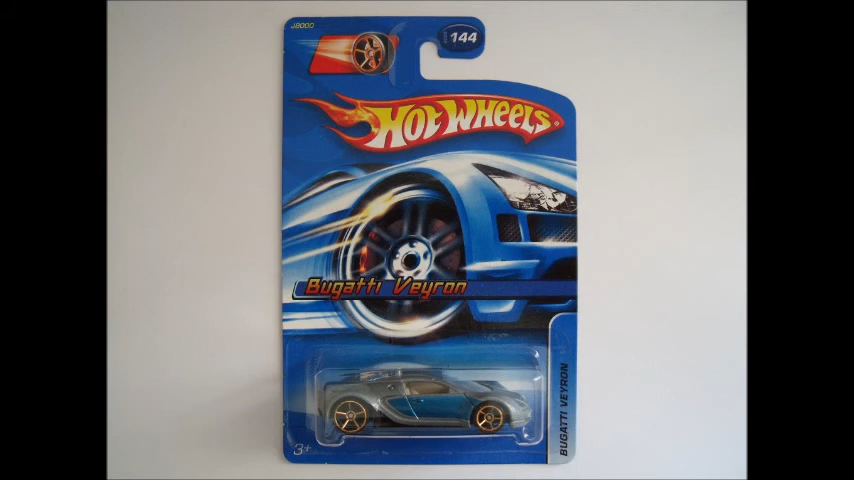 J8000
144
HOT WHEELS
Bugatti Veyron
BUGATTI VEYRON
3+